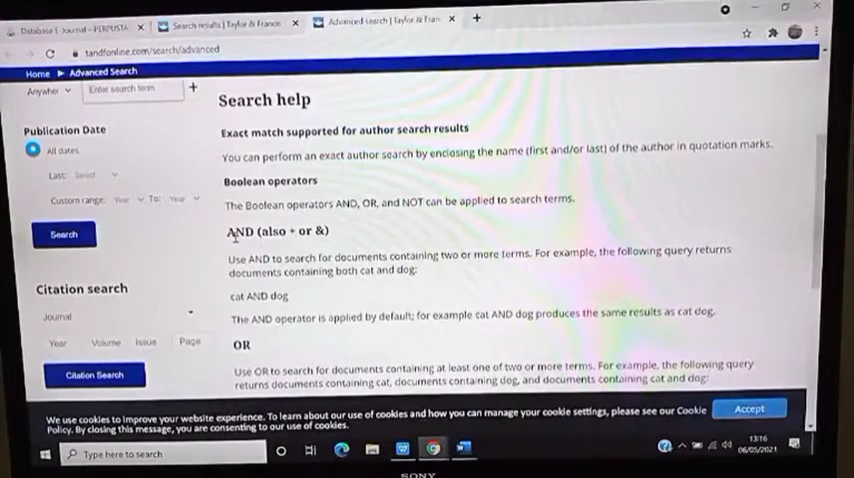 Database E-Journal - PERPUSTA
Search results | Taylor & Francis
Advanced search | Taylor & Fran
tandfonline.com/search/advanced
Home ▶ Advanced Search
Anywher
Enter search term
+
Publication Date
All dates
Last: Select
Custom range: Year To: Year
Search
Citation search
Journal
Year Volume Issue Page
Citation Search
Search help
Exact match supported for author search results
You can perform an exact author search by enclosing the name (first and/or last) of the author in quotation marks.
Boolean operators
The Boolean operators AND, OR, and NOT can be applied to search terms.
AND (also + or &)
Use AND to search for documents containing two or more terms. For example, the following query returns
documents containing both cat and dog:
cat AND dog
The AND operator is applied by default; for example cat AND dog produces the same results as cat dog.
OR
Use OR to search for documents containing at least one of two or more terms. For example, the following query
returns documents containing cat, documents containing dog, and documents containing cat and dog:
We use cookies to improve your website experience. To learn about our use of cookies and how you can manage your cookie settings, please see our Cookie
Policy. By closing this message, you are consenting to our use of cookies.
Accept
Type here to search
13:16
06/05/2021
SONY